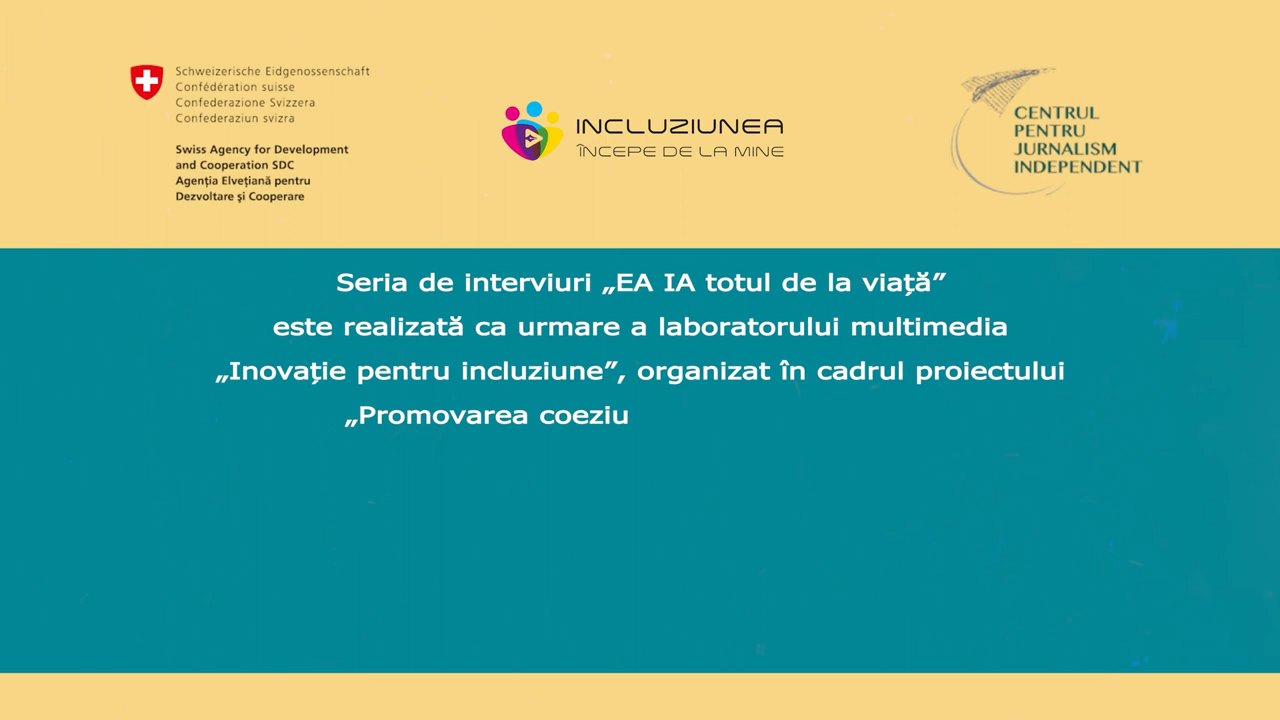 Schweizerische Eidgenossenschaft
Confédération suisse
Confederazione Svizzera
Confederaziun svizra
Swiss Agency for Development
and Cooperation SDC
Agenția Elvețiană pentru
Dezvoltare şi Cooperare
INCLUZIUNEA
ÎNCEPE DE LA MINE
CENTRUL
PENTRU
JURNALISM
INDEPENDENT
Seria de interviuri „EA IA totul de la viață”
este realizată ca urmare a laboratorului multimedia
„Inovație pentru incluziune”, organizat în cadrul proiectului
„Promovarea coeziu